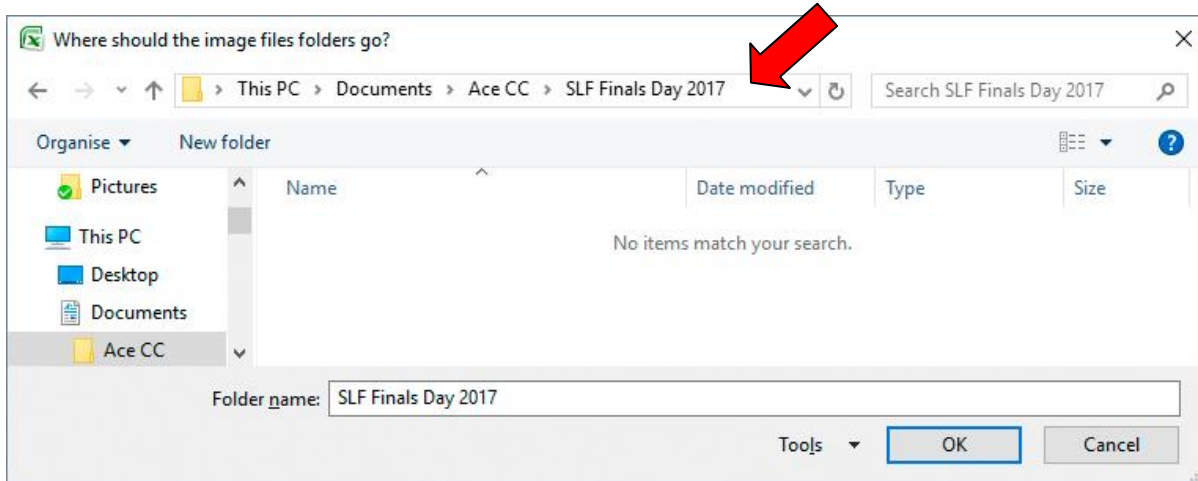 Where should the image files folders go?
This PC > Documents > Ace CC > SLF Finals Day 2017
Search SLF Finals Day 2017
Organise
New folder
?
Name
Date modified
Type
Size
Pictures
This PC
Desktop
Documents
Ace CC
No items match your search.
Folder name: SLF Finals Day 2017
Tools
OK
Cancel